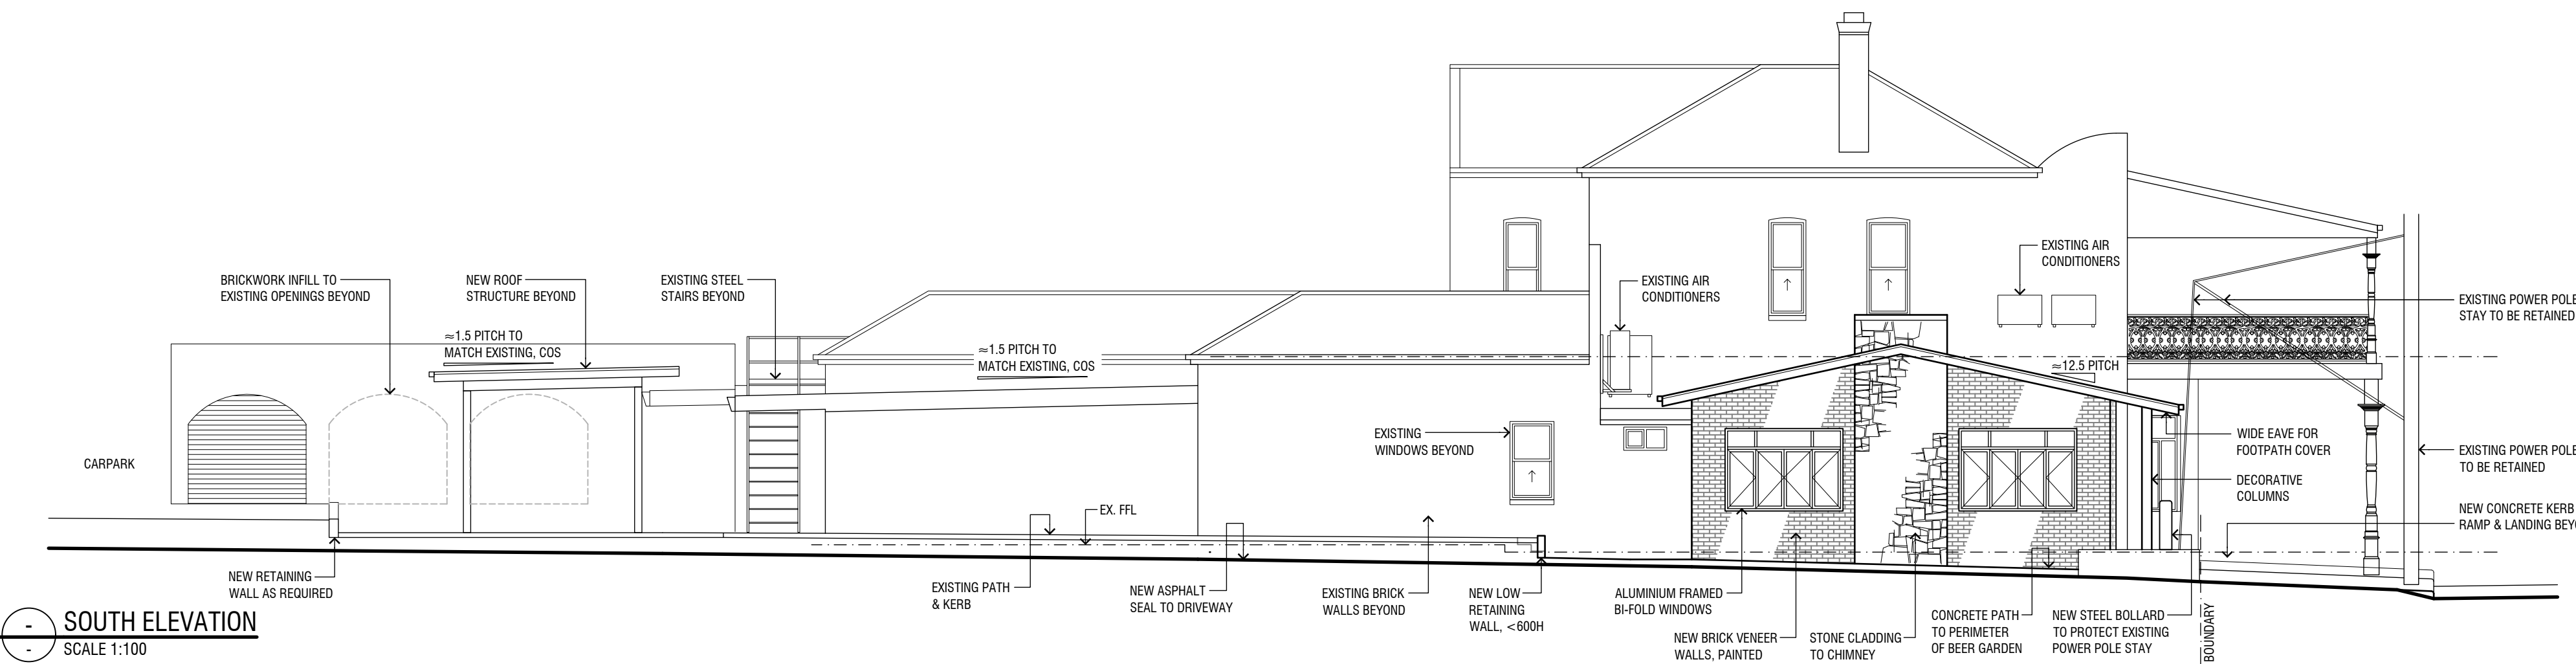 EXISTING AIR
CONDITIONERS
BRICKWORK INFILL TO
EXISTING OPENINGS BEYOND
NEW ROOF
STRUCTURE BEYOND
EXISTING STEEL
STAIRS BEYOND
EXISTING AIR
CONDITIONERS
EXISTING POWER POLE
STAY TO BE RETAINED
≈1.5 PITCH TO
MATCH EXISTING, COS
≈1.5 PITCH TO
MATCH EXISTING, COS
≈12.5 PITCH
CARPARK
EXISTING
WINDOWS BEYOND
WIDE EAVE FOR
FOOTPATH COVER
EXISTING POWER POLE
TO BE RETAINED
DECORATIVE
COLUMNS
EX. FFL
NEW CONCRETE KERB
RAMP & LANDING
NEW RETAINING
WALL AS REQUIRED
EXISTING PATH
& KERB
NEW ASPHALT
SEAL TO DRIVEWAY
EXISTING BRICK
WALLS BEYOND
NEW LOW
RETAINING
WALL, <600H
ALUMINIUM FRAMED
BI-FOLD WINDOWS
NEW BRICK VENEER
WALLS, PAINTED
STONE CLADDING
TO CHIMNEY
CONCRETE PATH
TO PERIMETER
OF BEER GARDEN
NEW STEEL BOLLARD
TO PROTECT EXISTING
POWER POLE STAY
BOUNDARY
-
-
SOUTH ELEVATION
SCALE 1:100